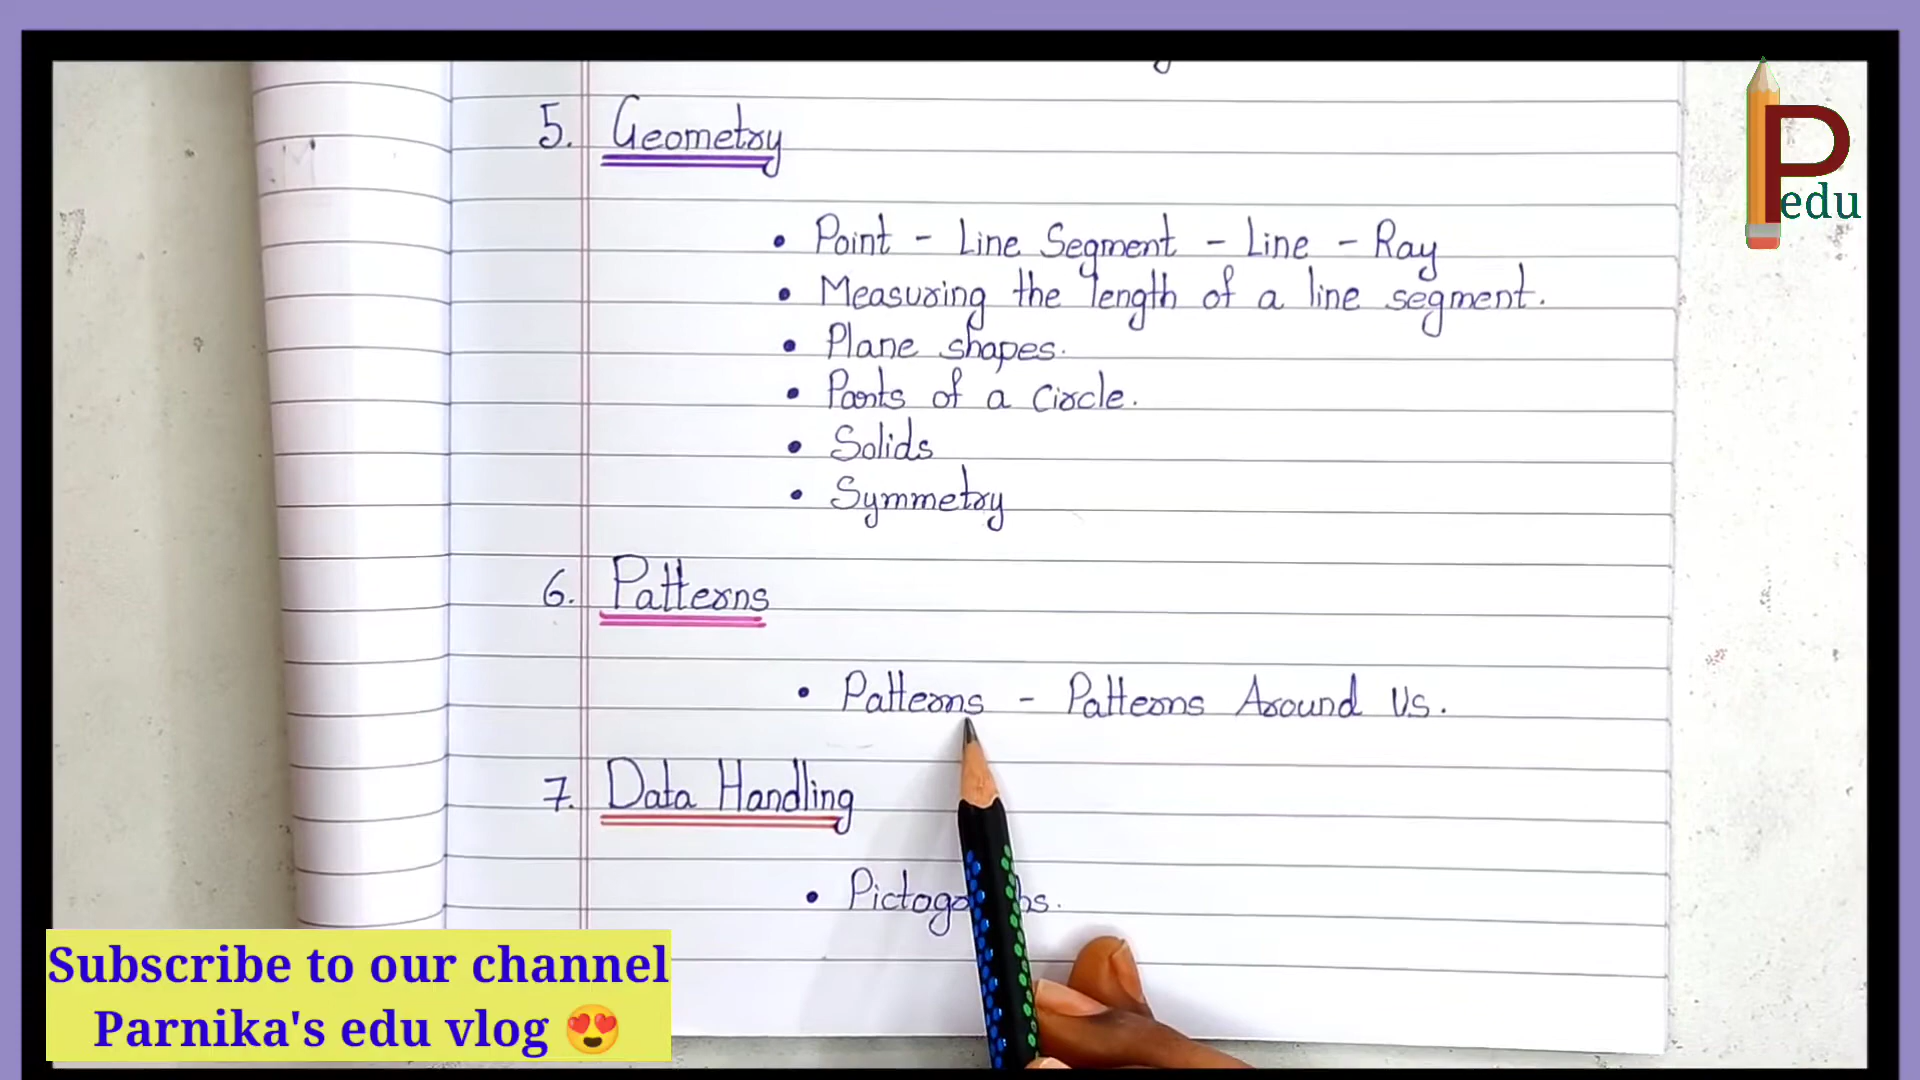 5. Geometry
• Point - Line Segment - Line - Ray
• Measuring the length of a line segment.
• Plane shapes.
• Parts of a circle.
• Solids
• Symmetry
6. Patterns
• Patterns - Patterns Around Us.
7. Data Handling
• Pictographs.
P
edu
Subscribe to our channel
Parnika's edu vlog 😍